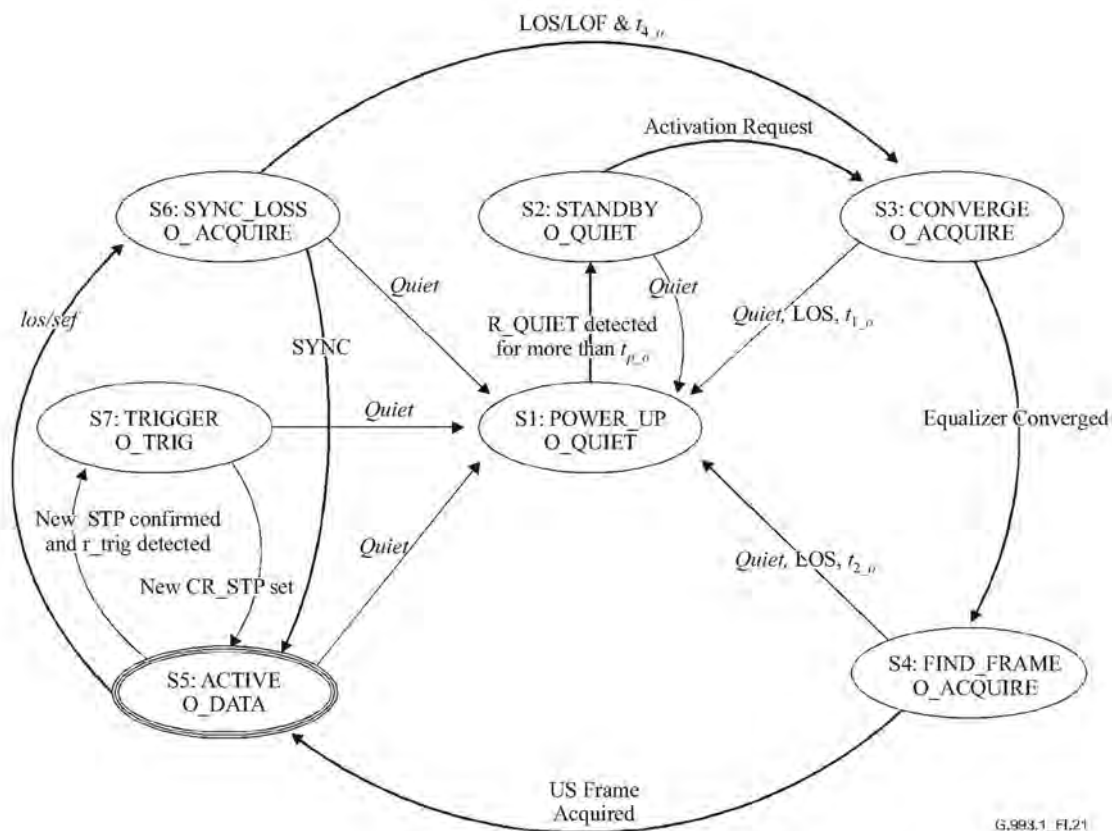 LOS/LOF & t4_o
Activation Request
S6: SYNC_LOSS
O_ACQUIRE
S2: STANDBY
O_QUIET
S3: CONVERGE
O_ACQUIRE
los/sef
Quiet
Quiet
Quiet, LOS, t1_o
SYNC
R_QUIET detected
for more than tp_o
S7: TRIGGER
O_TRIG
Quiet
S1: POWER_UP
O_QUIET
Equalizer Converged
New STP confirmed
and r_trig detected
Quiet
Quiet, LOS, t2_o
New CR_STP set
S5: ACTIVE
O_DATA
S4: FIND_FRAME
O_ACQUIRE
US Frame
Acquired
G.993.1_FI.21